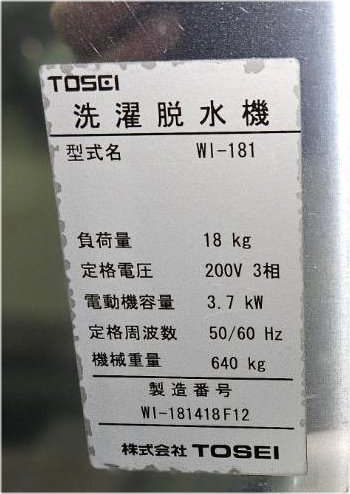 TOSEI
洗濯脱水機
型式名 WI-181
負荷量 18 kg
定格電圧 200V 3相
電動機容量 3.7 kW
定格周波数 50/60 Hz
機械重量 640 kg
製造番号
WI-181418F12
株式会社 TOSEI